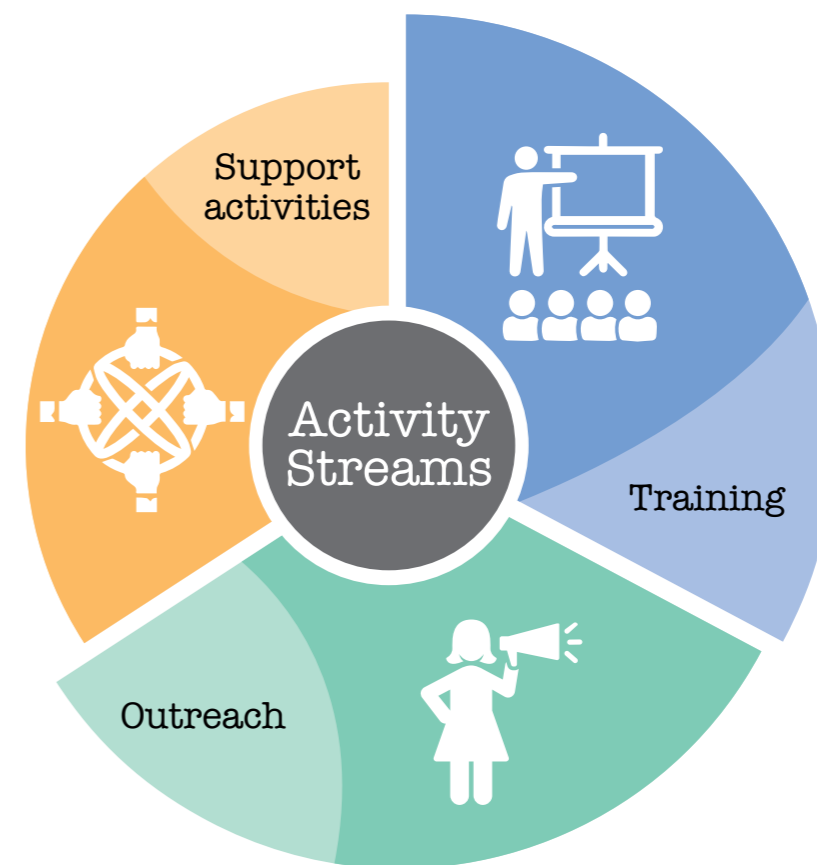 Support
activities
Activity
Streams
Training
Outreach